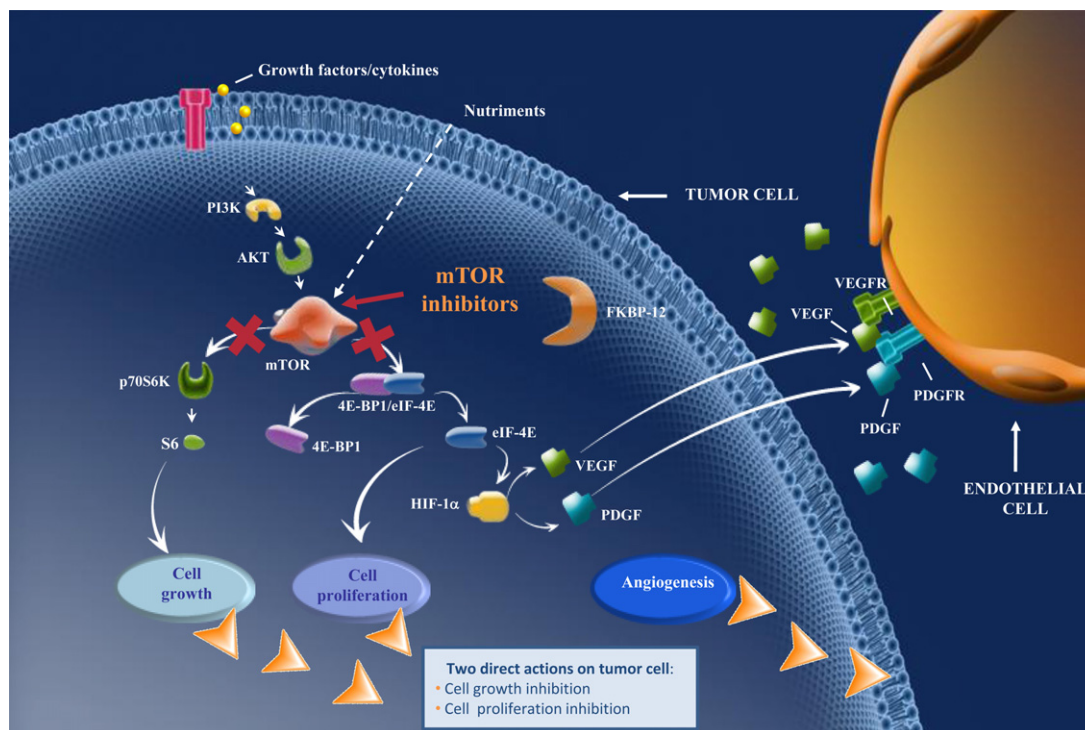 Growth factors/cytokines
Nutriments
TUMOR CELL
PI3K
AKT
mTOR
inhibitors
FKBP-12
VEGFR
VEGF
mTOR
p70S6K
4E-BP1/eIF-4E
PDGFR
PDGF
S6
4E-BP1
eIF-4E
VEGF
HIF-1α
PDGF
ENDOTHELIAL
CELL
Cell
growth
Cell
proliferation
Angiogenesis
Two direct actions on tumor cell:
• Cell growth inhibition
• Cell proliferation inhibition